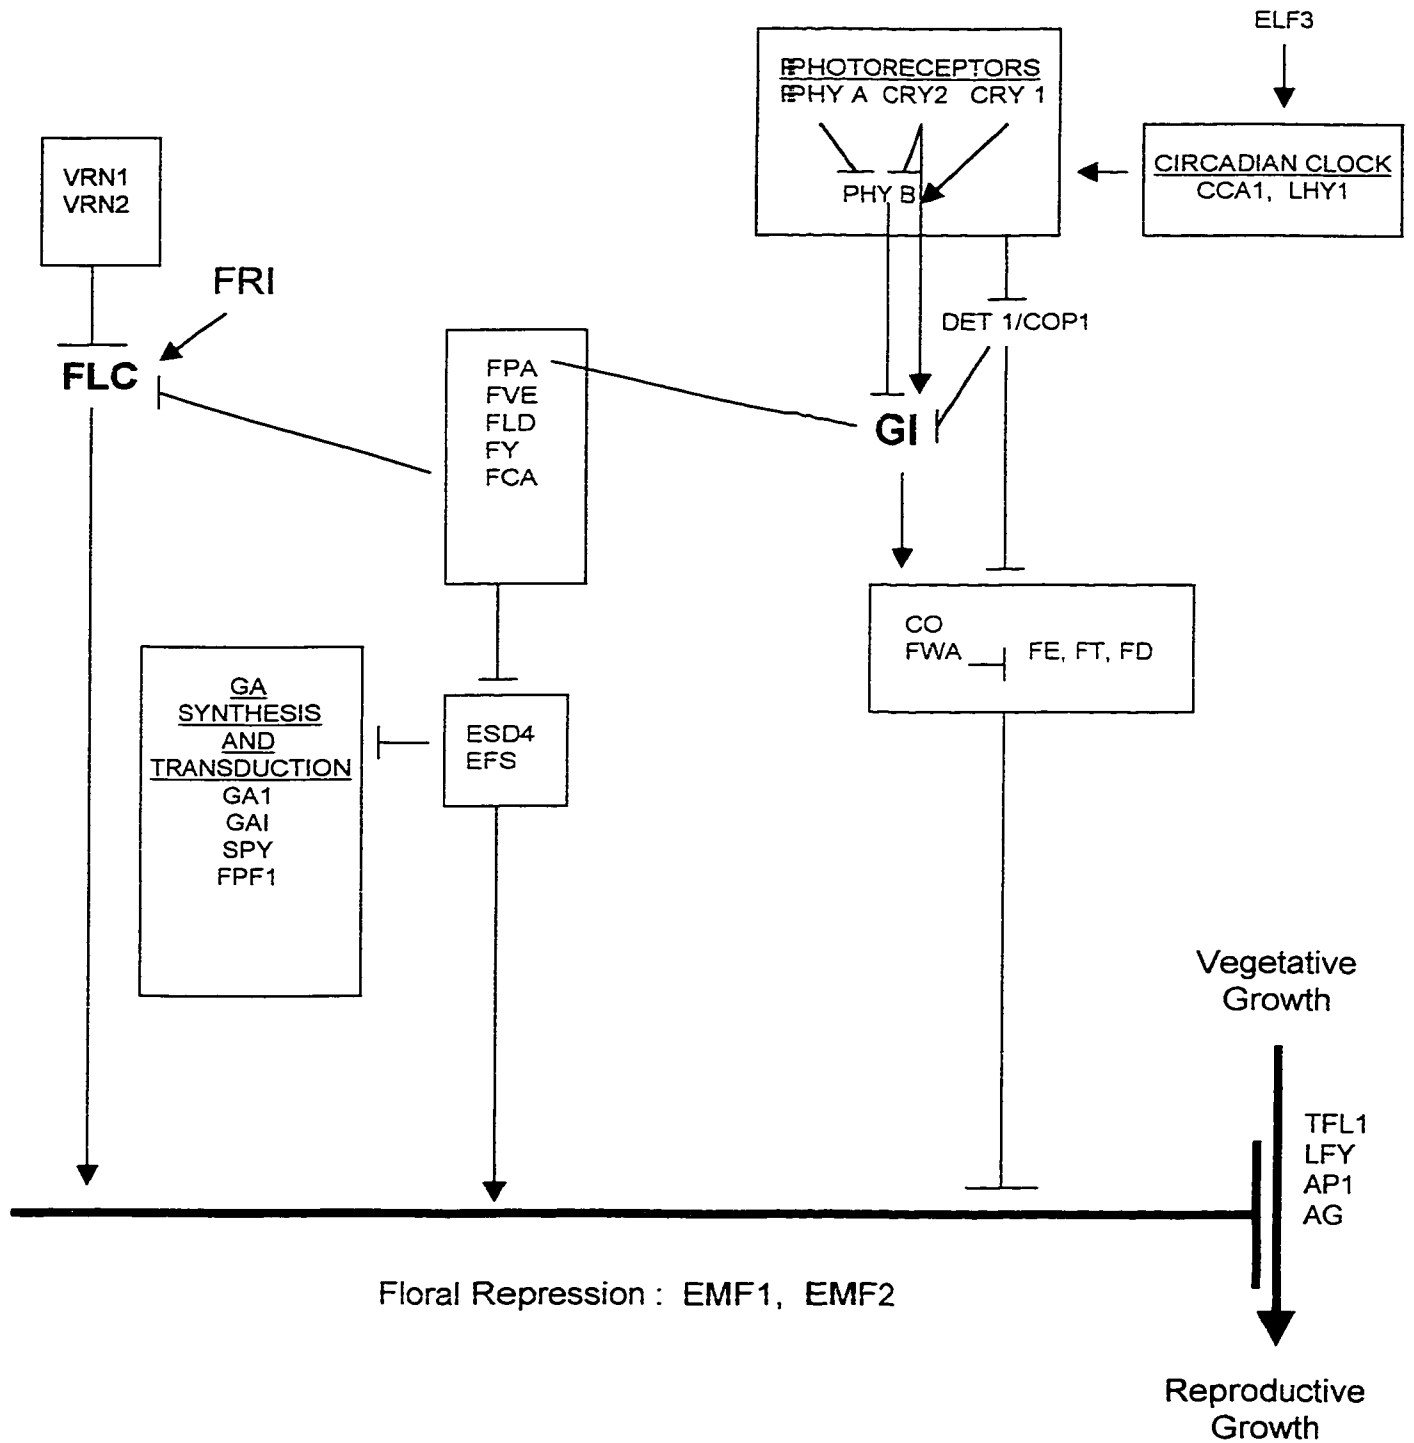 ELF3
PHOTORECEPTORS
PHY A CRY2 CRY 1
PHY B
CIRCADIAN CLOCK
CCA1, LHY1
VRN1
VRN2
FRI
FLC
DET 1/COP1
FPA
FVE
FLD
FY
FCA
GI
CO
FWA
FE, FT, FD
GA
SYNTHESIS
AND
TRANSDUCTION
GA1
GAI
SPY
FPF1
ESD4
EFS
Vegetative
Growth
TFL1
LFY
AP1
AG
Floral Repression : EMF1, EMF2
Reproductive
Growth